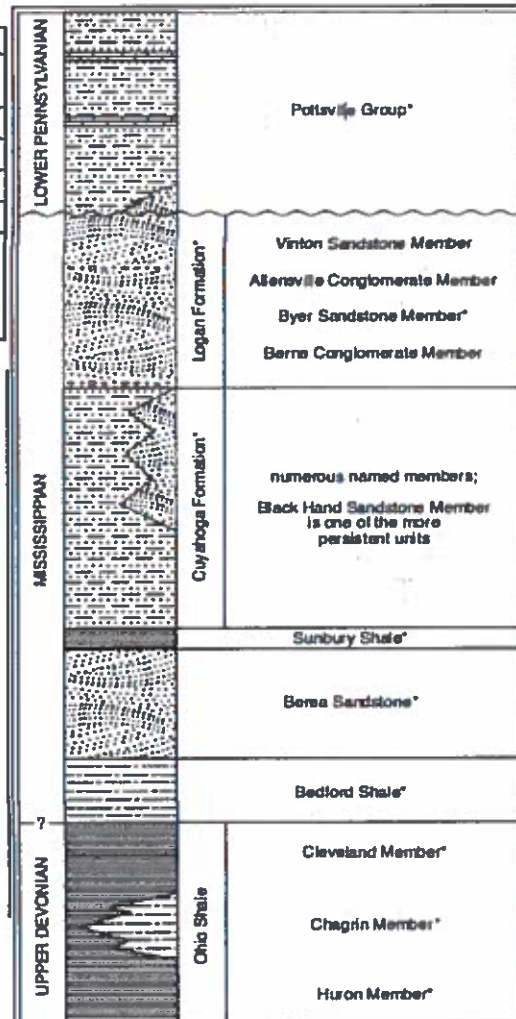 LOWER PENNSYLVANIAN
Pottsville Group*
MISSISSIPPIAN
Logan Formation*
Vinton Sandstone Member
Allensville Conglomerate Member
Byer Sandstone Member*
Berne Conglomerate Member
Cuyahoga Formation*
numerous named members;
Black Hand Sandstone Member
is one of the more
persistent units
Sunbury Shale*
Berea Sandstone*
Bedford Shale*
?
UPPER DEVONIAN
Ohio Shale
Cleveland Member*
Chagrin Member*
Huron Member*